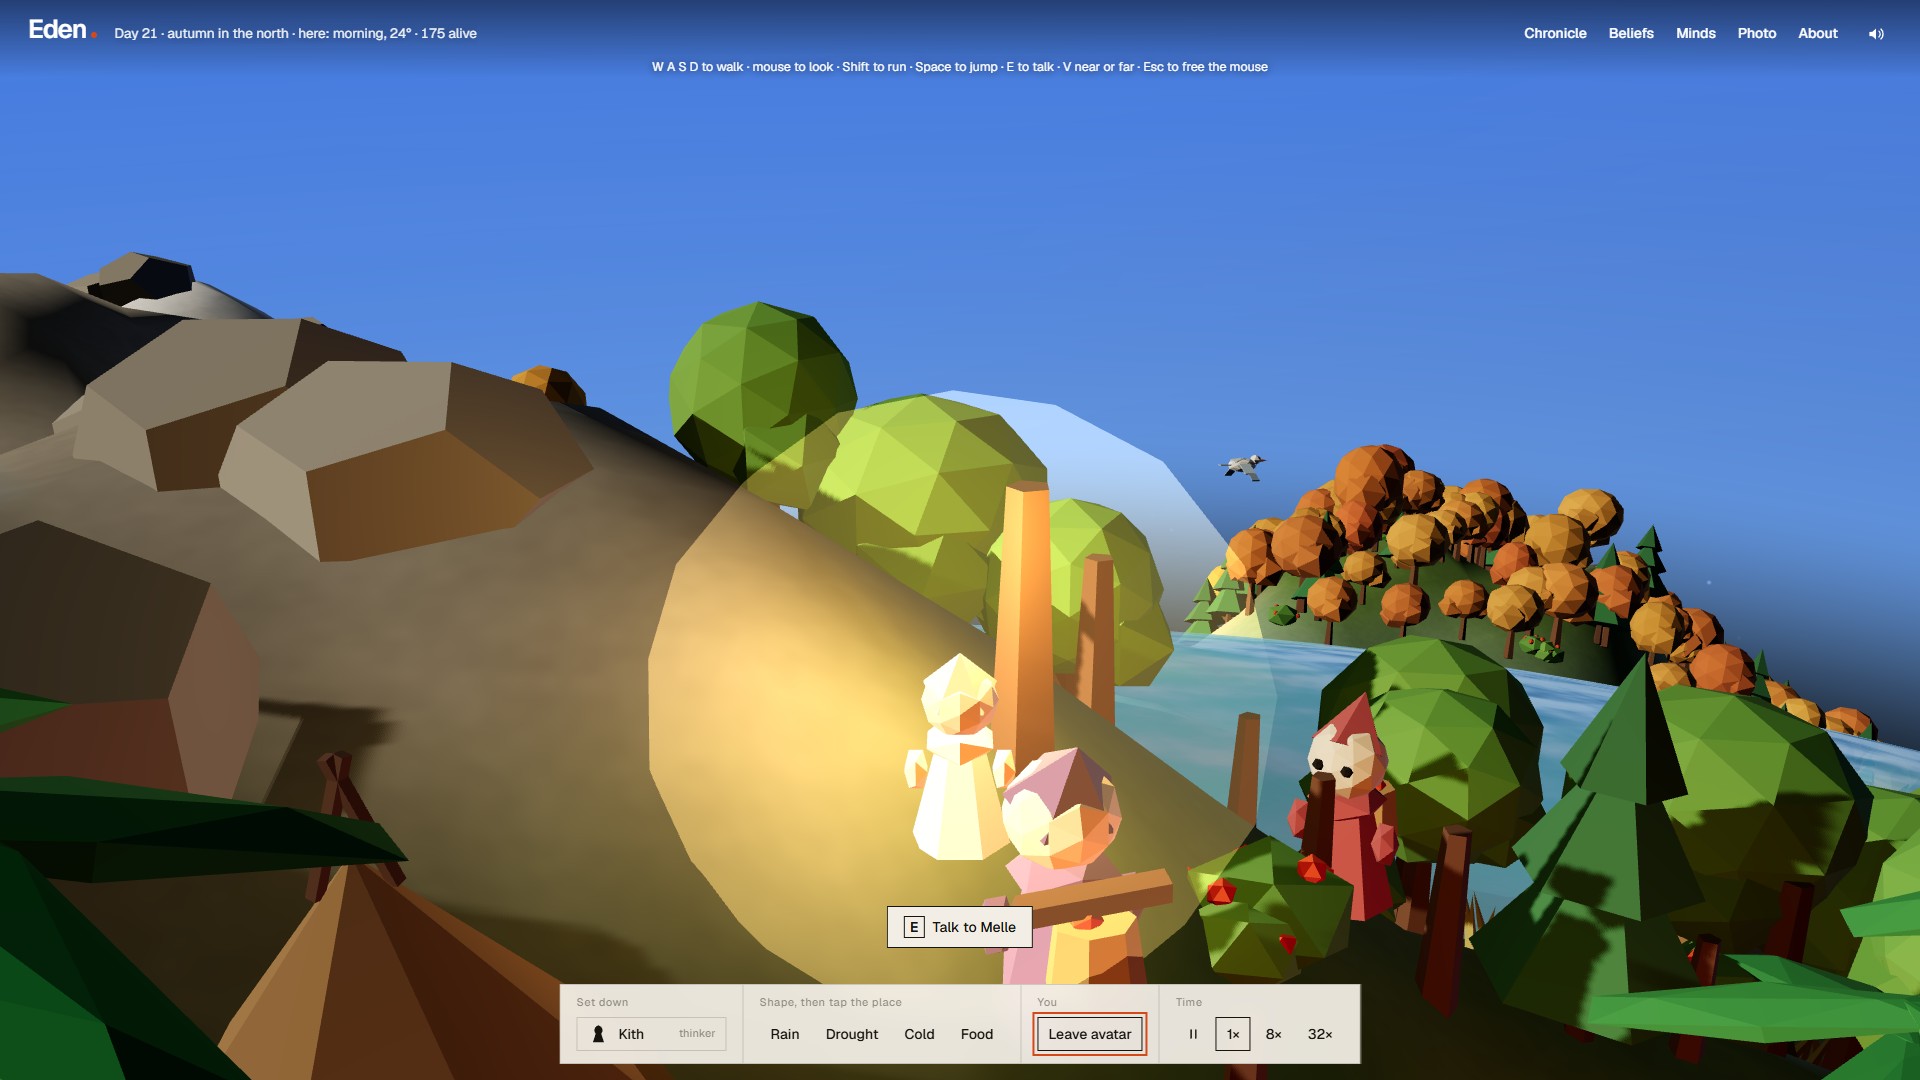 Eden.
Day 21 · autumn in the north · here: morning, 24° · 175 alive
Chronicle Beliefs Minds Photo About
W A S D to walk · mouse to look · Shift to run · Space to jump · E to talk · V near or far · Esc to free the mouse
E Talk to Melle
Set down
Kith thinker
Shape, then tap the place
Rain Drought Cold Food
You
Leave avatar
Time
1× 8× 32×